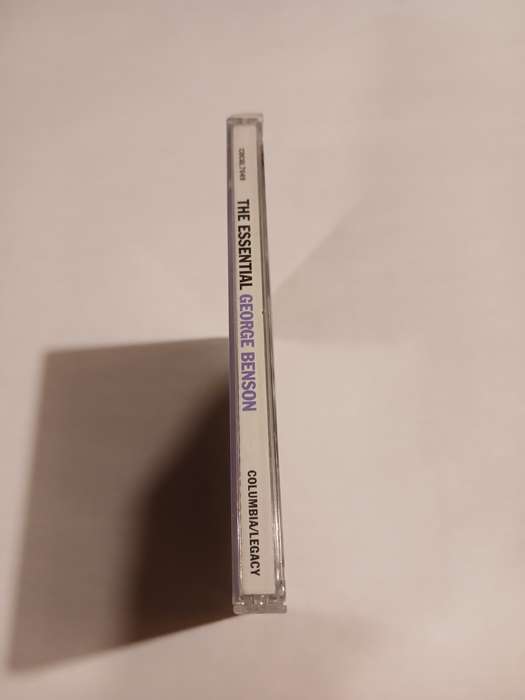 THE ESSENTIAL GEORGE BENSON
COLUMBIA/LEGACY